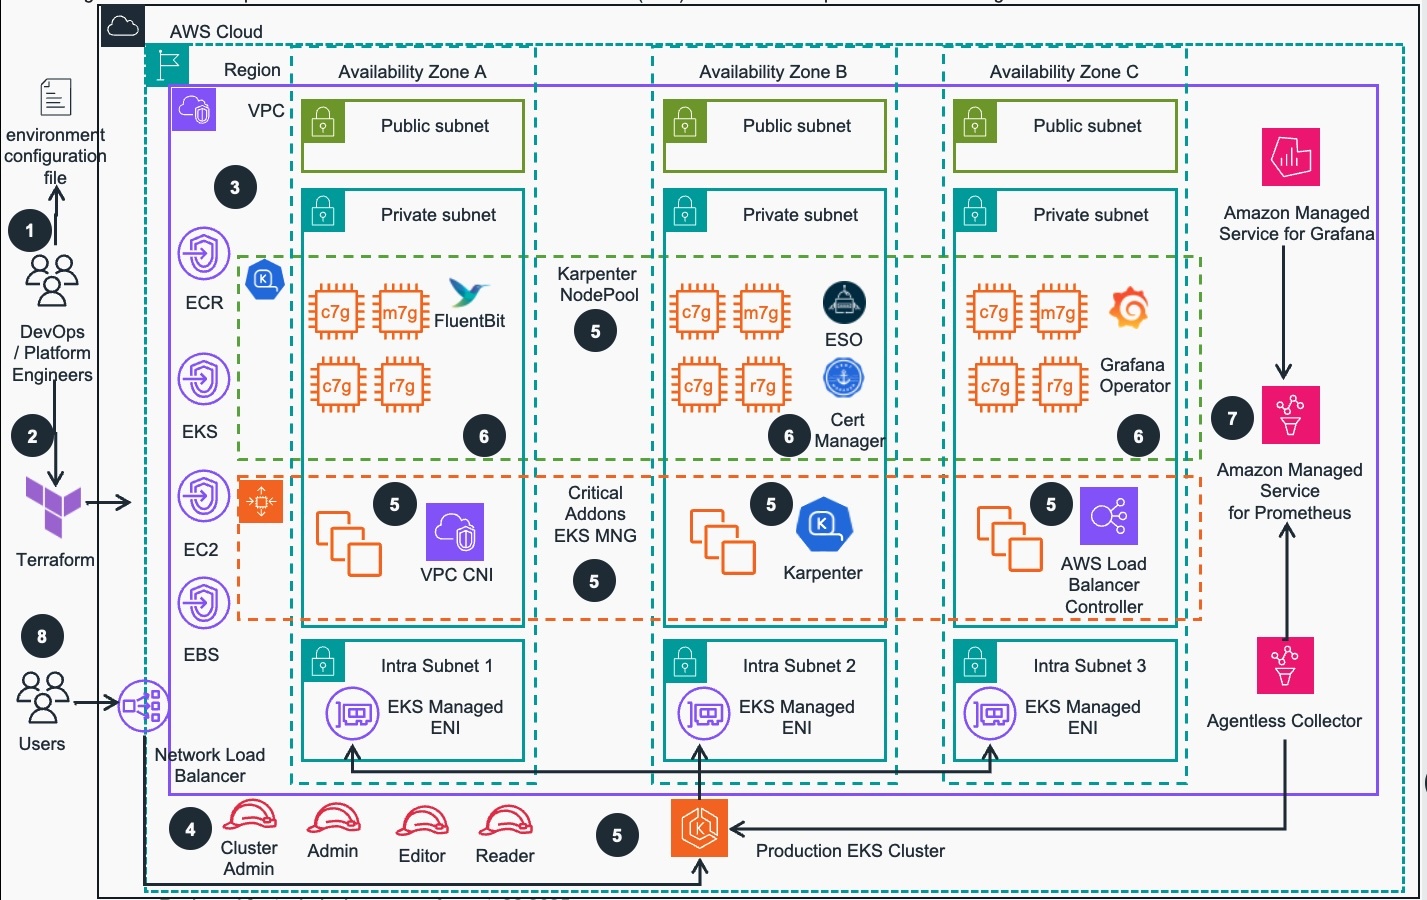 AWS Cloud
Region
Availability Zone A
Availability Zone B
Availability Zone C
VPC
Public subnet
Public subnet
Public subnet
environment
configuration
file
3
1
Private subnet
Private subnet
Private subnet
Amazon Managed
Service for Grafana
ECR
DevOps
/ Platform
Engineers
K
c7g
m7g
FluentBit
c7g
r7g
6
Karpenter
NodePool
5
c7g
m7g
ESO
c7g
r7g
Cert
Manager
6
c7g
m7g
c7g
r7g
Grafana
Operator
6
7
Amazon Managed
Service
for Prometheus
EKS
2
Terraform
EC2
EBS
5
VPC CNI
Critical
Addons
EKS MNG
5
5
K
Karpenter
5
AWS Load
Balancer
Controller
8
Users
Network Load
Balancer
Intra Subnet 1
EKS Managed
ENI
Intra Subnet 2
EKS Managed
ENI
Intra Subnet 3
EKS Managed
ENI
Agentless Collector
4
Cluster
Admin
Admin
Editor
Reader
5
K
Production EKS Cluster